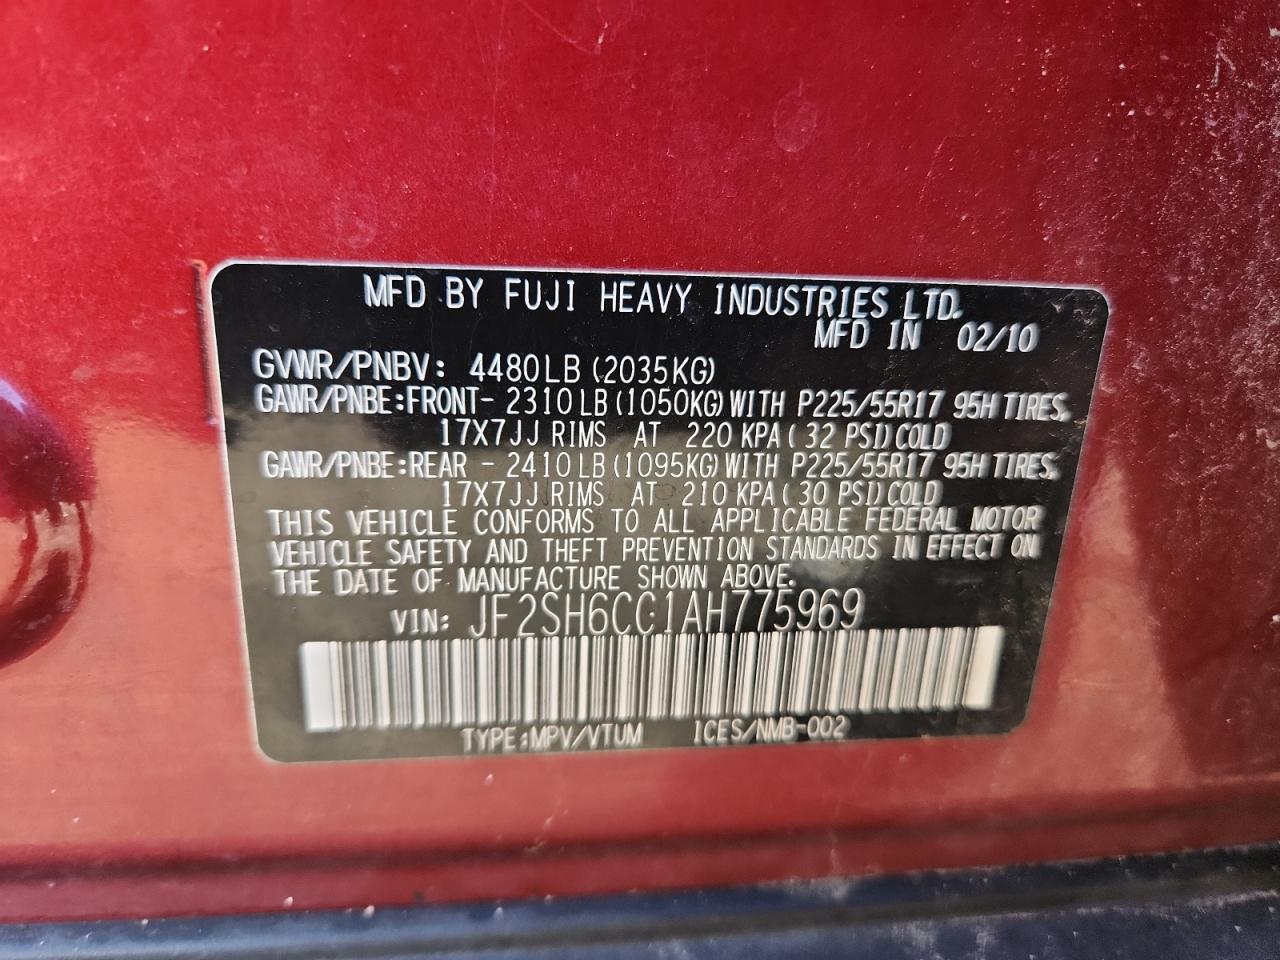 MFD BY FUJI HEAVY INDUSTRIES LTD.
MFD IN 02/10
GVWR/PNBV: 4480LB (2035KG)
GAWR/PNBE:FRONT- 2310LB (1050KG) WITH P225/55R17 95H TIRES,
17X7JJ RIMS AT 220 KPA ( 32 PSI) COLD
GAWR/PNBE:REAR - 2410LB (1095KG) WITH P225/55R17 95H TIRES,
17X7JJ RIMS AT 210 KPA ( 30 PSI) COLD
THIS VEHICLE CONFORMS TO ALL APPLICABLE FEDERAL MOTOR
VEHICLE SAFETY AND THEFT PREVENTION STANDARDS IN EFFECT ON
THE DATE OF MANUFACTURE SHOWN ABOVE.
VIN: JF2SH6CC1AH775969
TYPE:MPV/VTUM ICES/NMB-002